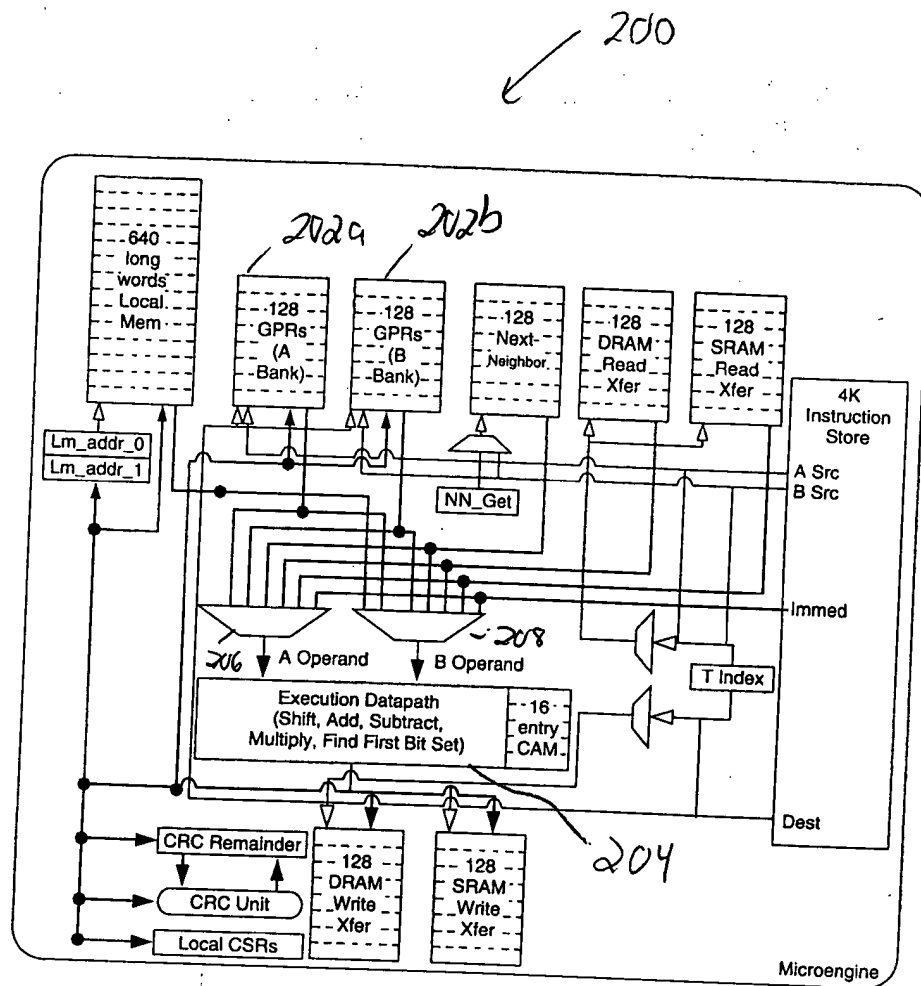 200
202a
202b
640
long
words
Local
Mem
128
GPRs
(A
Bank)
128
GPRs
(B
Bank)
128
Next
Neighbor
128
DRAM
Read
Xfer
128
SRAM
Read
Xfer
4K
Instruction
Store
Lm_addr_0
Lm_addr_1
NN_Get
A Src
B Src
Immed
206
A Operand
B Operand
208
T Index
Execution Datapath
(Shift, Add, Subtract,
Multiply, Find First Bit Set)
16
entry
CAM
Dest
204
CRC Remainder
CRC Unit
Local CSRs
128
DRAM
Write
Xfer
128
SRAM
Write
Xfer
Microengine